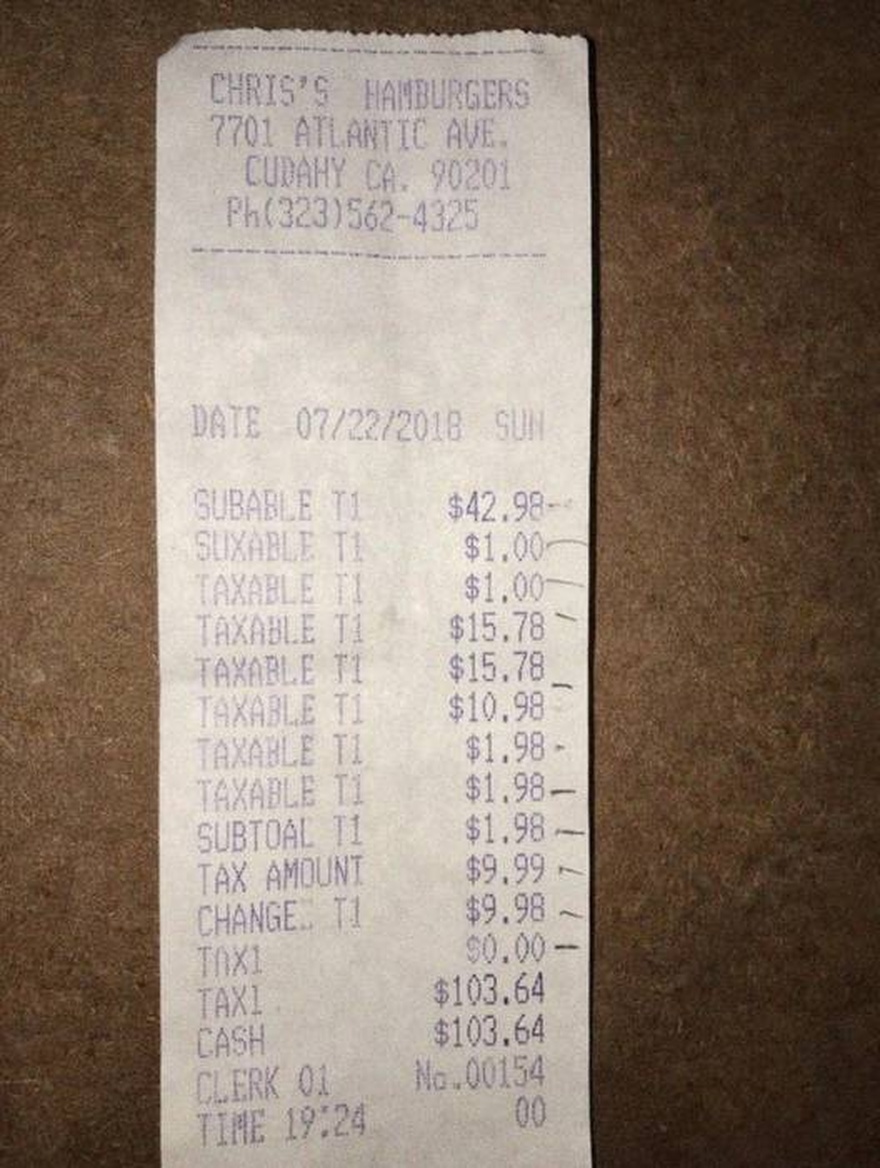 CHRIS'S HAMBURGERS
7701 ATLANTIC AVE.
CUDAHY CA. 90201
Ph(323)562-4325
DATE 07/22/2018 SUN
SUBABLE T1 $42.98
SUXABLE T1 $1.00
TAXABLE T1 $1.00
TAXABLE T1 $15.78
TAXABLE T1 $15.78
TAXABLE T1 $10.98
TAXABLE T1 $1.98
TAXABLE T1 $1.98
SUBTOAL T1 $1.98
TAX AMOUNT $9.99
CHANGE.. T1 $9.98
TAX1 $0.00
TAX1 $103.64
CASH $103.64
CLERK 01 No.00154
TIME 19:24 00